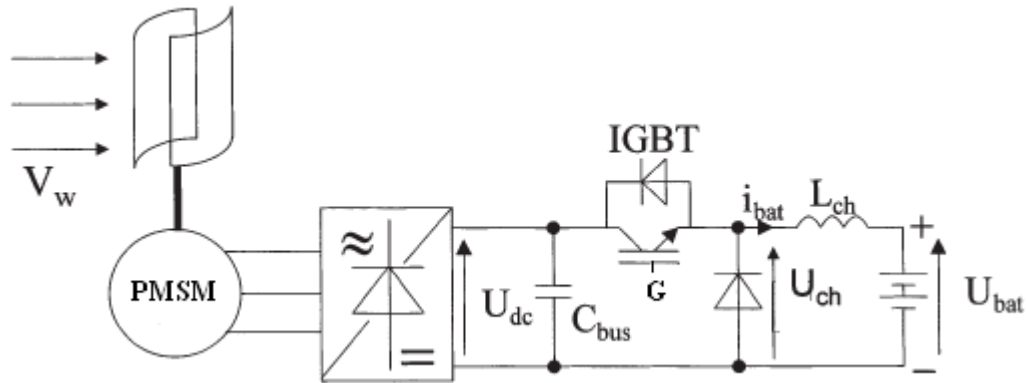 V_w
PMSM
≈
=
U_dc
C_bus
IGBT
G
i_bat
L_ch
U_ch
+
U_bat
−